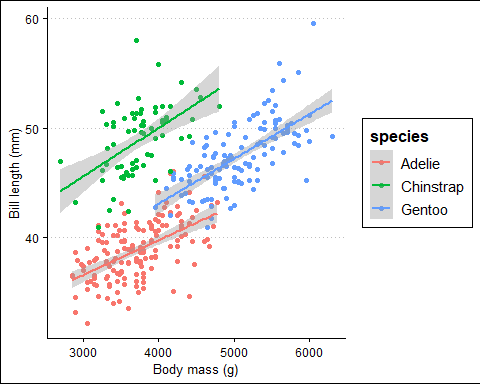 60
50
40
Bill length (mm)
3000 4000 5000 6000
Body mass (g)
species
Adelie
Chinstrap
Gentoo